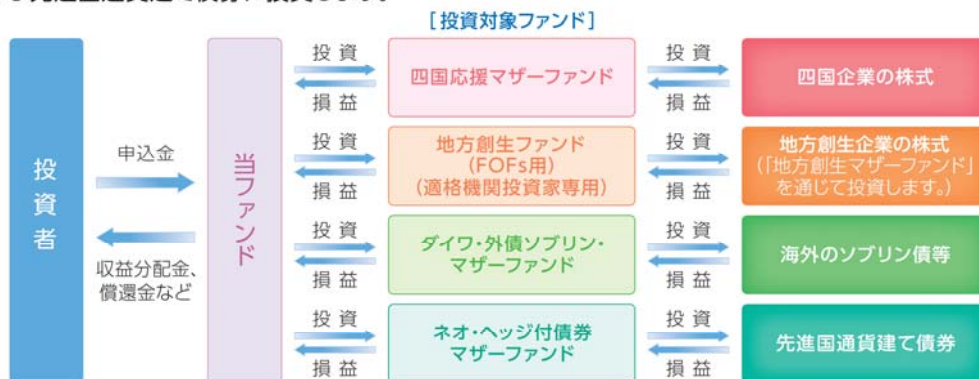 [投資対象ファンド]
投資者
申込金
収益分配金、
償還金など
当ファンド
投資
損益
四国応援マザーファンド
投資
損益
四国企業の株式
投資
損益
地方創生ファンド
(FOFs用)
(適格機関投資家専用)
投資
損益
地方創生企業の株式
(「地方創生マザーファンド」
を通じて投資します。)
投資
損益
ダイワ・外債ソブリン・
マザーファンド
投資
損益
海外のソブリン債等
投資
損益
ネオ・ヘッジ付債券
マザーファンド
投資
損益
先進国通貨建て債券